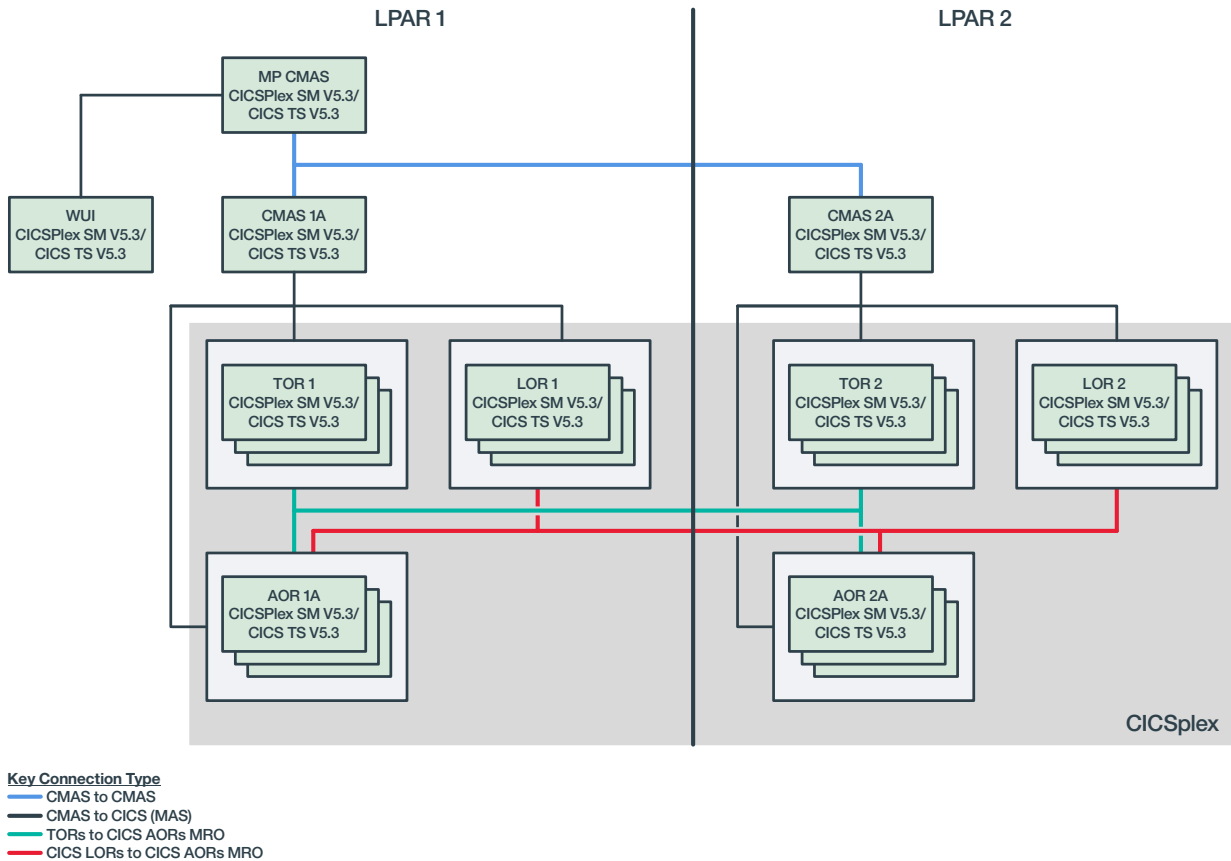 LPAR 1
LPAR 2
MP CMAS
CICSPlex SM V5.3/
CICS TS V5.3
WUI
CICSPlex SM V5.3/
CICS TS V5.3
CMAS 1A
CICSPlex SM V5.3/
CICS TS V5.3
CMAS 2A
CICSPlex SM V5.3/
CICS TS V5.3
TOR 1
CICSPlex SM V5.3/
CICS TS V5.3
LOR 1
CICSPlex SM V5.3/
CICS TS V5.3
TOR 2
CICSPlex SM V5.3/
CICS TS V5.3
LOR 2
CICSPlex SM V5.3/
CICS TS V5.3
AOR 1A
CICSPlex SM V5.3/
CICS TS V5.3
AOR 2A
CICSPlex SM V5.3/
CICS TS V5.3
CICSplex
Key Connection Type
CMAS to CMAS
CMAS to CICS (MAS)
TORs to CICS AORs MRO
CICS LORs to CICS AORs MRO